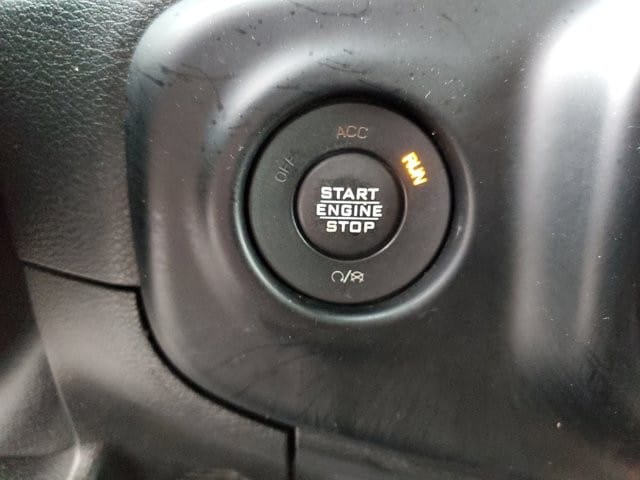 ACC
OFF
RUN
START
ENGINE
STOP